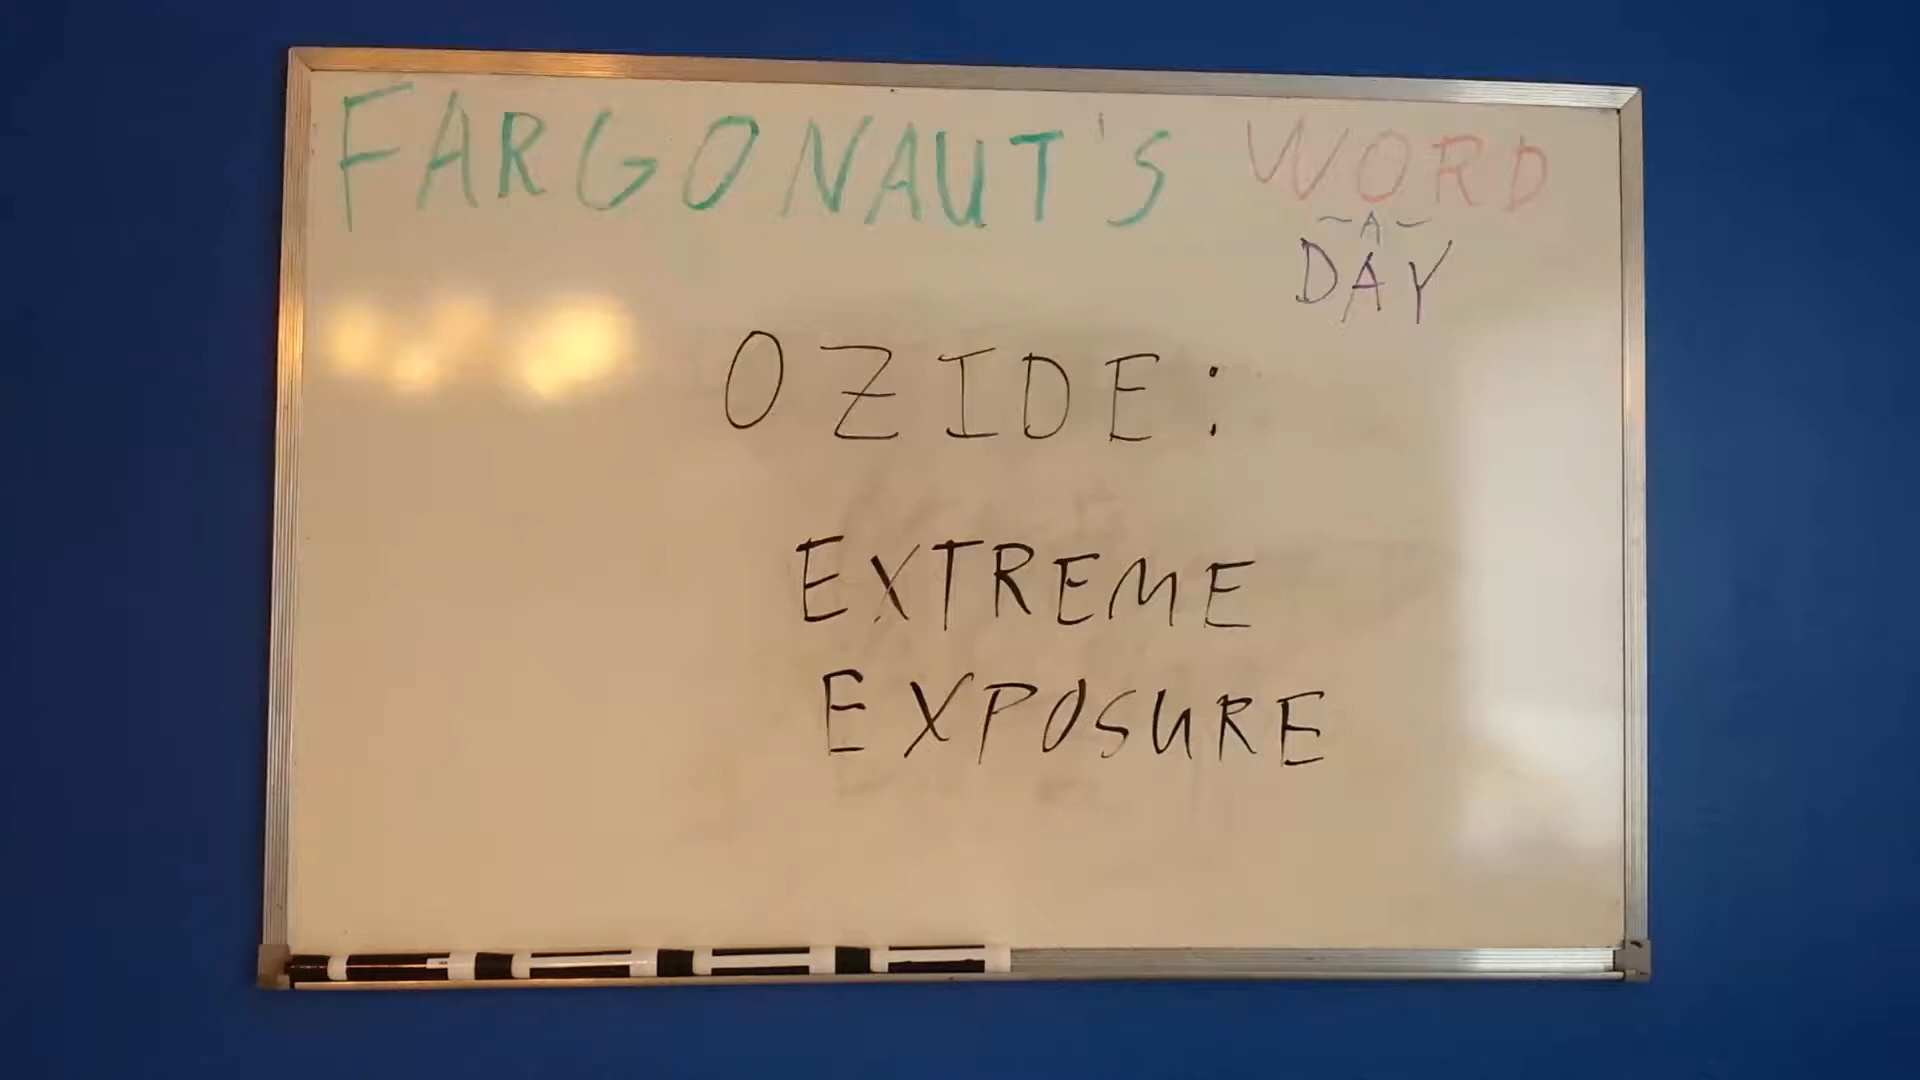 FARGONAUT'S WORD
~A~
DAY
OZIDE:
EXTREME
EXPOSURE